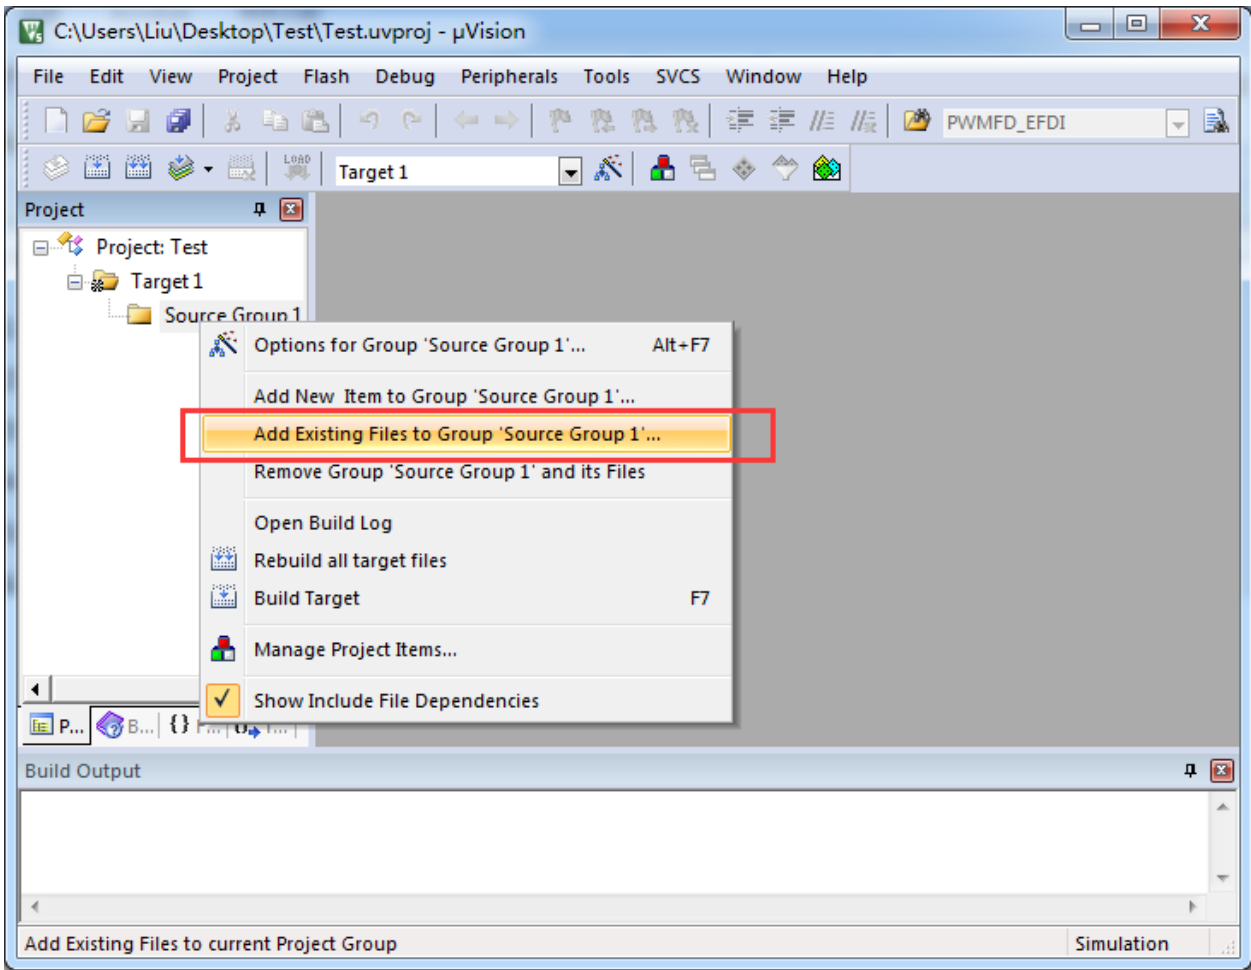 C:\Users\Liu\Desktop\Test\Test.uvproj - µVision
File Edit View Project Flash Debug Peripherals Tools SVCS Window Help
PWMFD_EFDI
LOAD
Target 1
Project
Project: Test
Target 1
Source Group 1
Options for Group 'Source Group 1'... Alt+F7
Add New Item to Group 'Source Group 1'...
Add Existing Files to Group 'Source Group 1'...
Remove Group 'Source Group 1' and its Files
Open Build Log
Rebuild all target files
Build Target F7
Manage Project Items...
Show Include File Dependencies
P... B... {}
Build Output
Add Existing Files to current Project Group Simulation